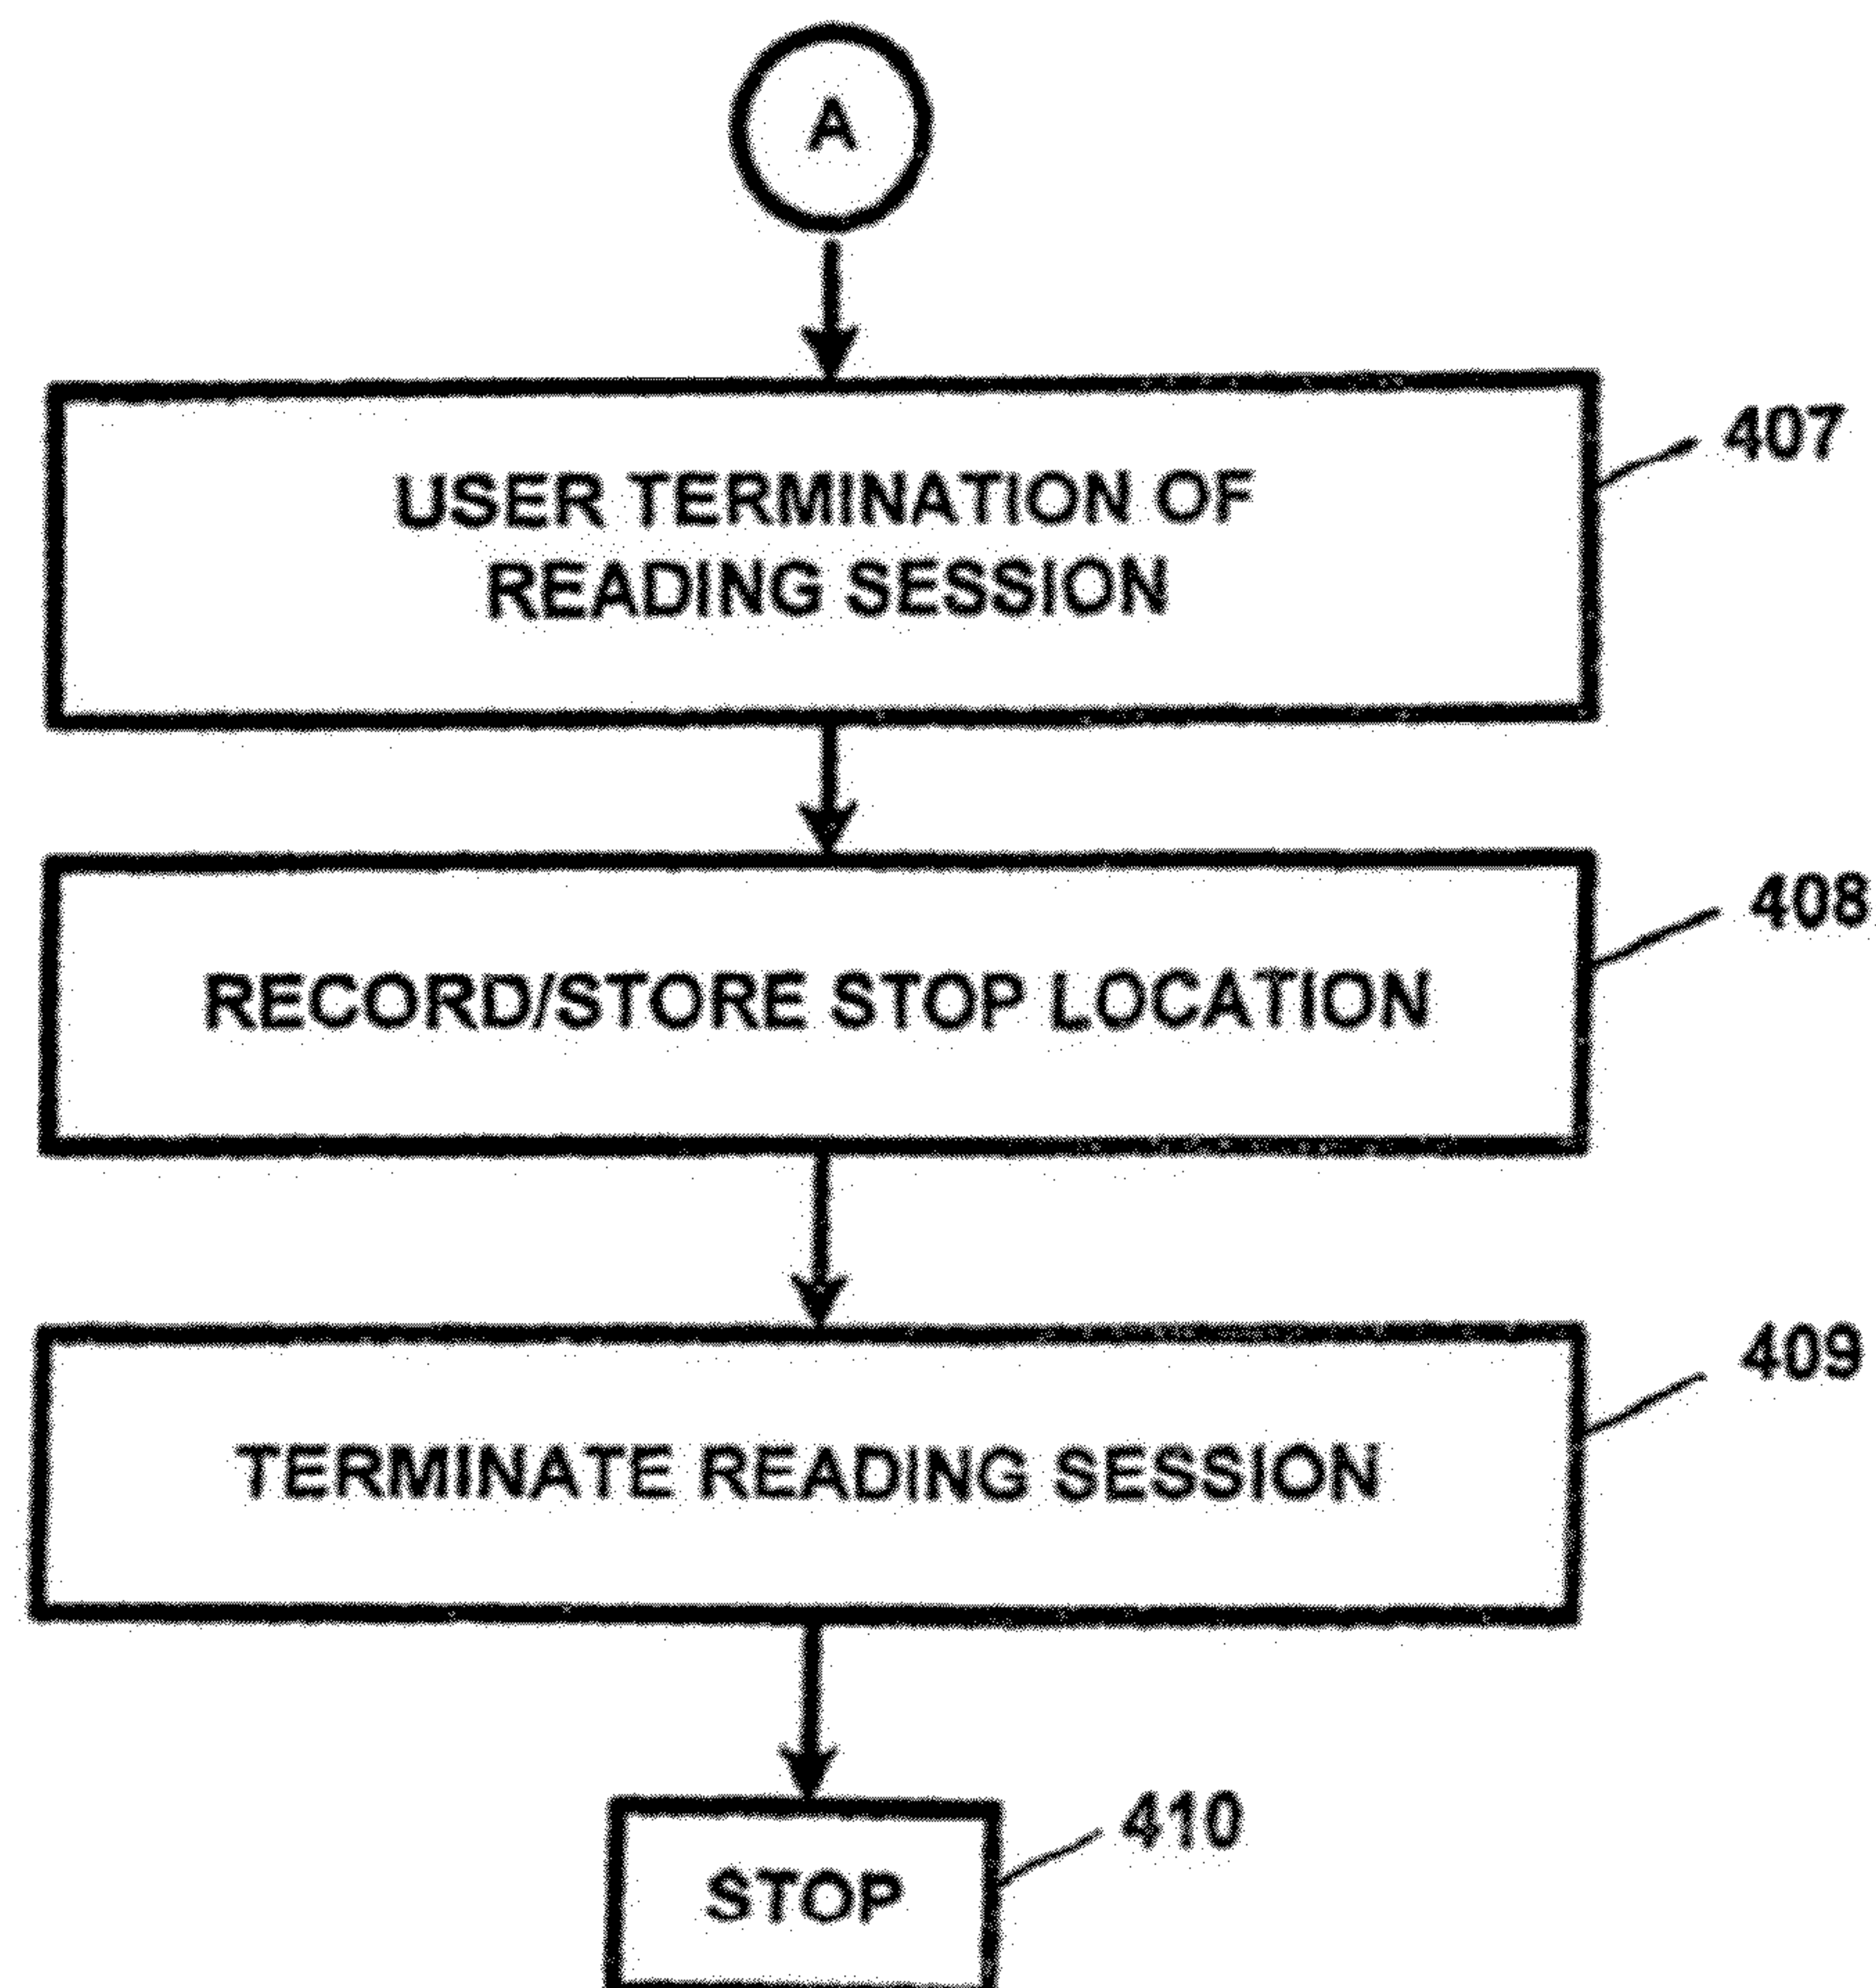 A
USER TERMINATION OF
READING SESSION
407
RECORD/STORE STOP LOCATION
408
TERMINATE READING SESSION
409
STOP
410